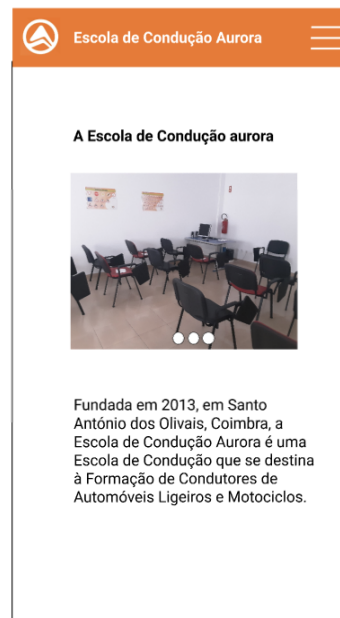 Escola de Condução Aurora
A Escola de Condução aurora
Fundada em 2013, em Santo
António dos Olivais, Coimbra, a
Escola de Condução Aurora é uma
Escola de Condução que se destina
à Formação de Condutores de
Automóveis Ligeiros e Motociclos.